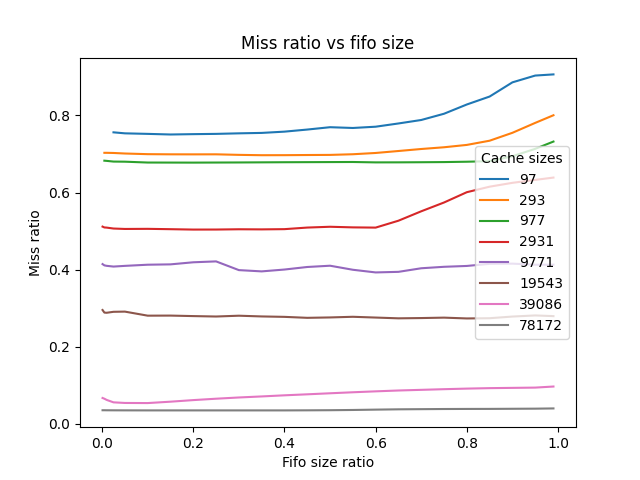 Miss ratio vs fifo size
Miss ratio
0.8
0.6
0.4
0.2
0.0
Cache sizes
97
293
977
2931
9771
19543
39086
78172
0.0 0.2 0.4 0.6 0.8 1.0
Fifo size ratio